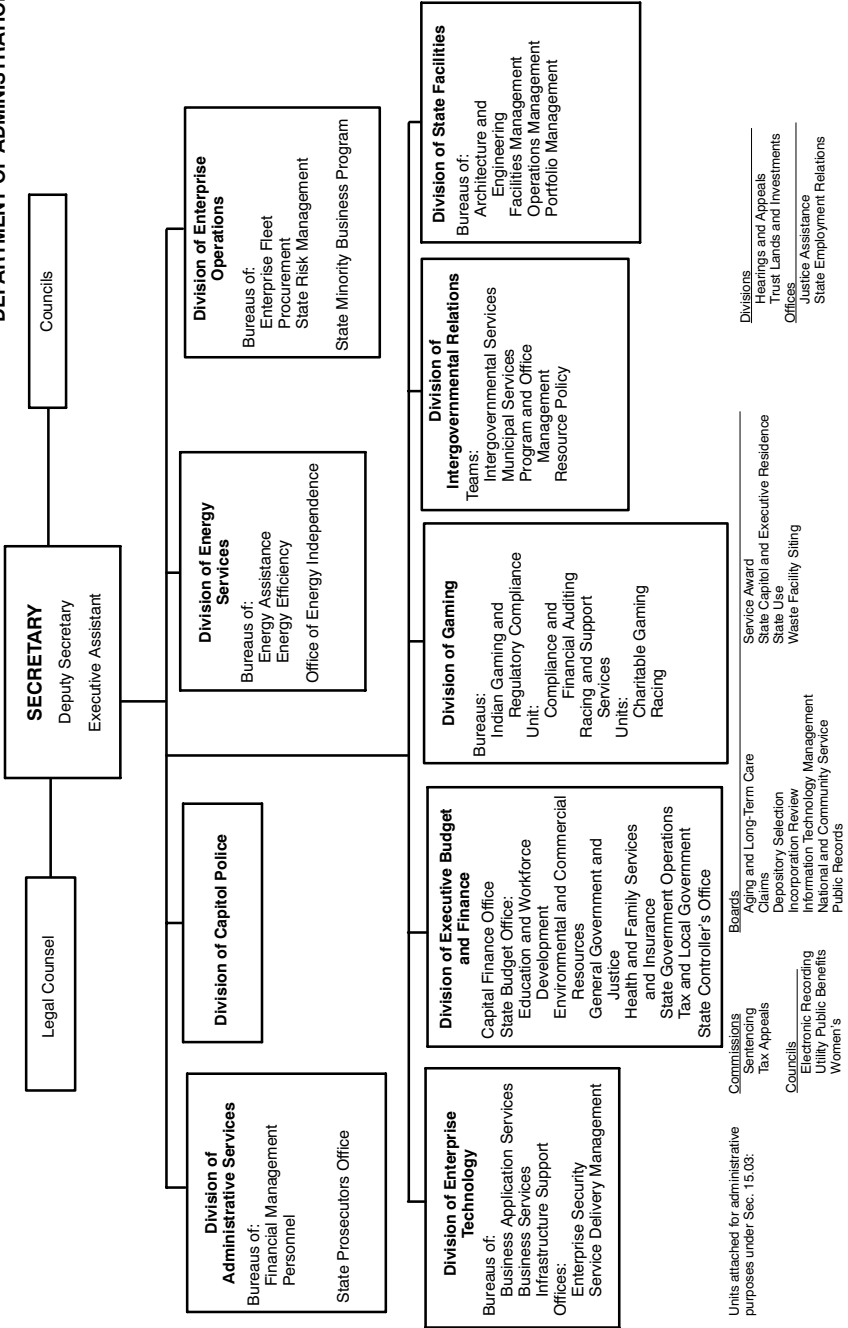 DEPARTMENT OF ADMINISTRATION
Legal Counsel
SECRETARY
Deputy Secretary
Executive Assistant
Councils
Division of
Administrative Services
Bureaus of:
Financial Management
Personnel
State Prosecutors Office
Division of Capitol Police
Division of Energy
Services
Bureaus of:
Energy Assistance
Energy Efficiency
Office of Energy Independence
Division of Enterprise
Operations
Bureaus of:
Enterprise Fleet
Procurement
State Risk Management
State Minority Business Program
Division of Enterprise
Technology
Bureaus of:
Business Application Services
Business Services
Infrastructure Support
Offices:
Enterprise Security
Service Delivery Management
Division of Executive Budget
and Finance
Capital Finance Office
State Budget Office:
Education and Workforce
Development
Environmental and Commercial
Resources
General Government and
Justice
Health and Family Services
and Insurance
State Government Operations
Tax and Local Government
State Controller's Office
Division of Gaming
Bureaus:
Indian Gaming and
Regulatory Compliance
Unit:
Compliance and
Financial Auditing
Racing and Support
Services
Units:
Charitable Gaming
Racing
Division of
Intergovernmental Relations
Teams:
Intergovernmental Services
Municipal Services
Program and Office
Management
Resource Policy
Division of State Facilities
Bureaus of:
Architecture and
Engineering
Facilities Management
Operations Management
Portfolio Management
Units attached for administrative
purposes under Sec. 15.03:
Commissions
Sentencing
Tax Appeals
Councils
Electronic Recording
Utility Public Benefits
Women's
Boards
Aging and Long-Term Care
Claims
Depository Selection
Incorporation Review
Information Technology Management
National and Community Service
Public Records
Service Award
State Capitol and Executive Residence
State Use
Waste Facility Siting
Divisions
Hearings and Appeals
Trust Lands and Investments
Offices
Justice Assistance
State Employment Relations